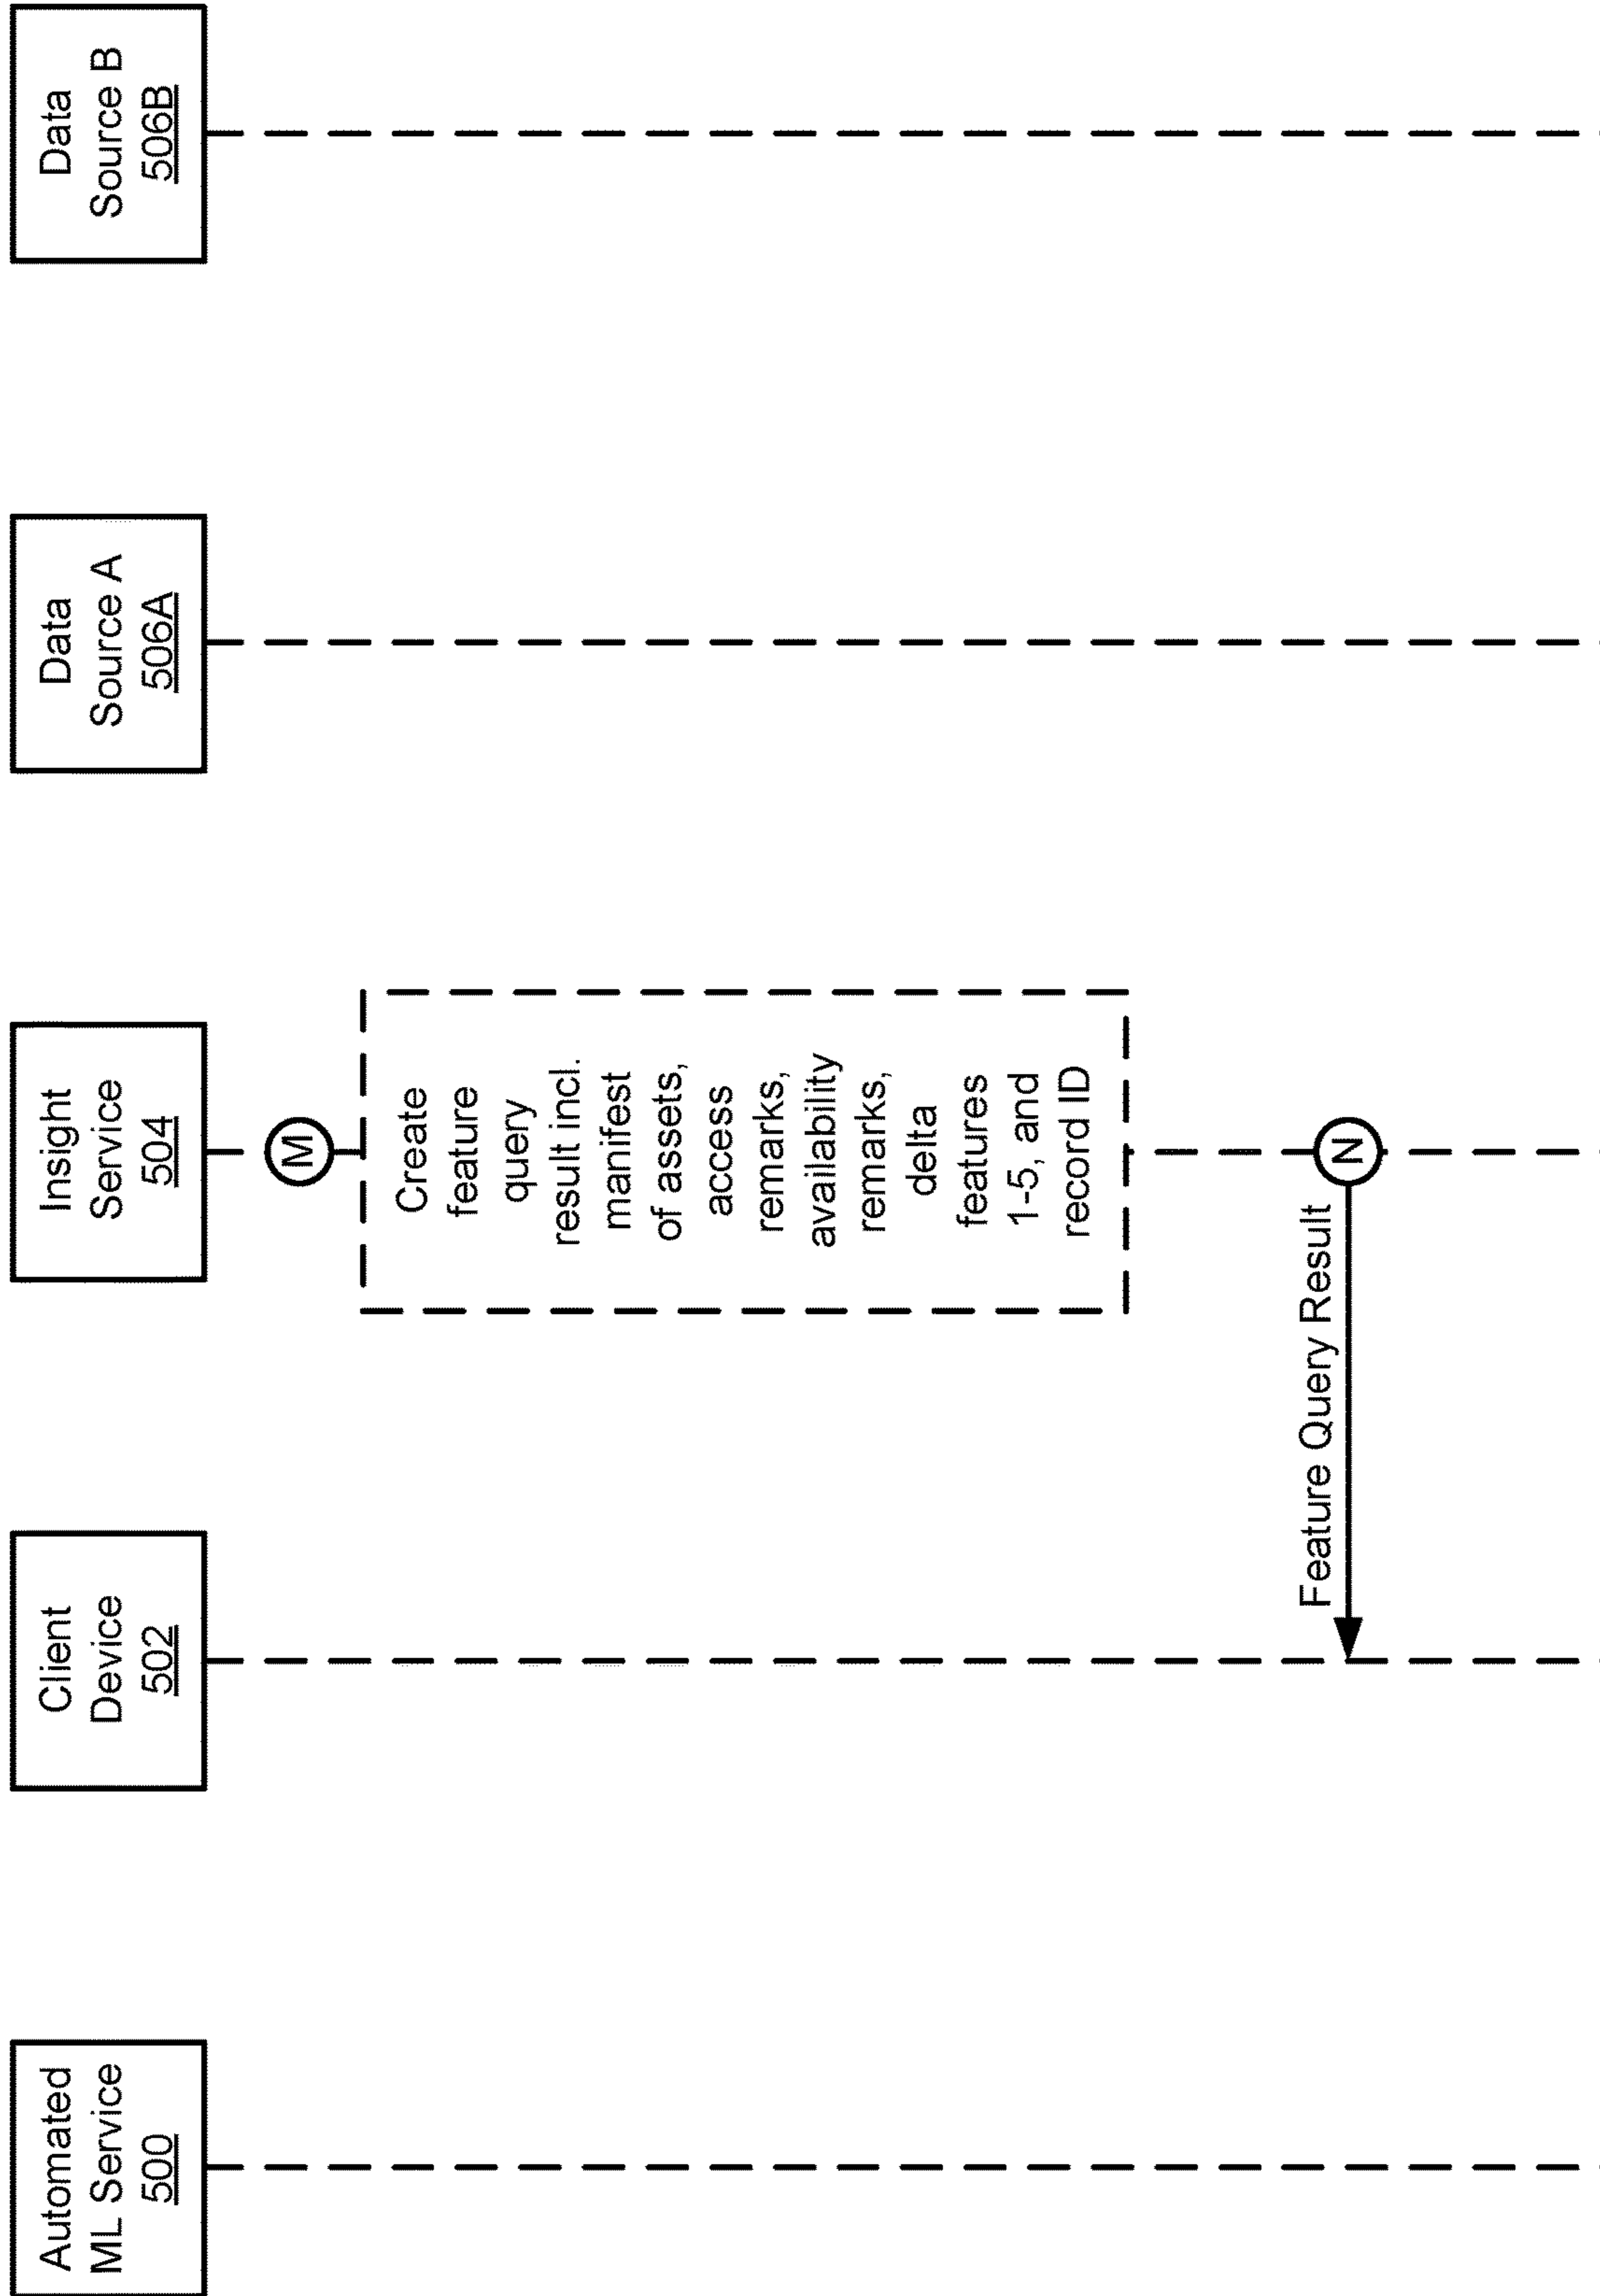 Automated
ML Service
500
Client
Device
502
Insight
Service
504
Data
Source A
506A
Data
Source B
506B
M
Create
feature
query
result incl.
manifest
of assets,
access
remarks,
availability
remarks,
delta
features
1-5, and
record ID
Feature Query Result
N